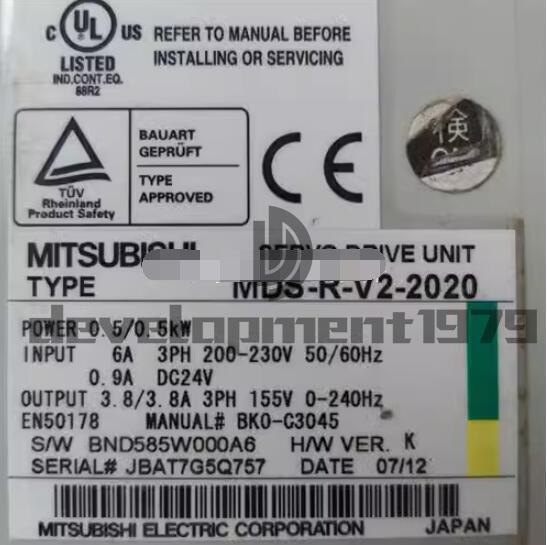 C UL US
LISTED
IND.CONT.EQ.
88R2
REFER TO MANUAL BEFORE
INSTALLING OR SERVICING
TÜV
Rheinland
Product Safety
BAUART
GEPRÜFT
TYPE
APPROVED
CE
検
MITSUBISHI SERVO DRIVE UNIT
TYPE MDS-R-V2-2020
POWER 0.5/0.5kW
INPUT 6A 3PH 200-230V 50/60Hz
0.9A DC24V
OUTPUT 3.8/3.8A 3PH 155V 0-240Hz
EN50178 MANUAL# BK0-C3045
S/W BND585W000A6 H/W VER. K
SERIAL# JBAT7G5Q757 DATE 07/12
MITSUBISHI ELECTRIC CORPORATION JAPAN
development1979